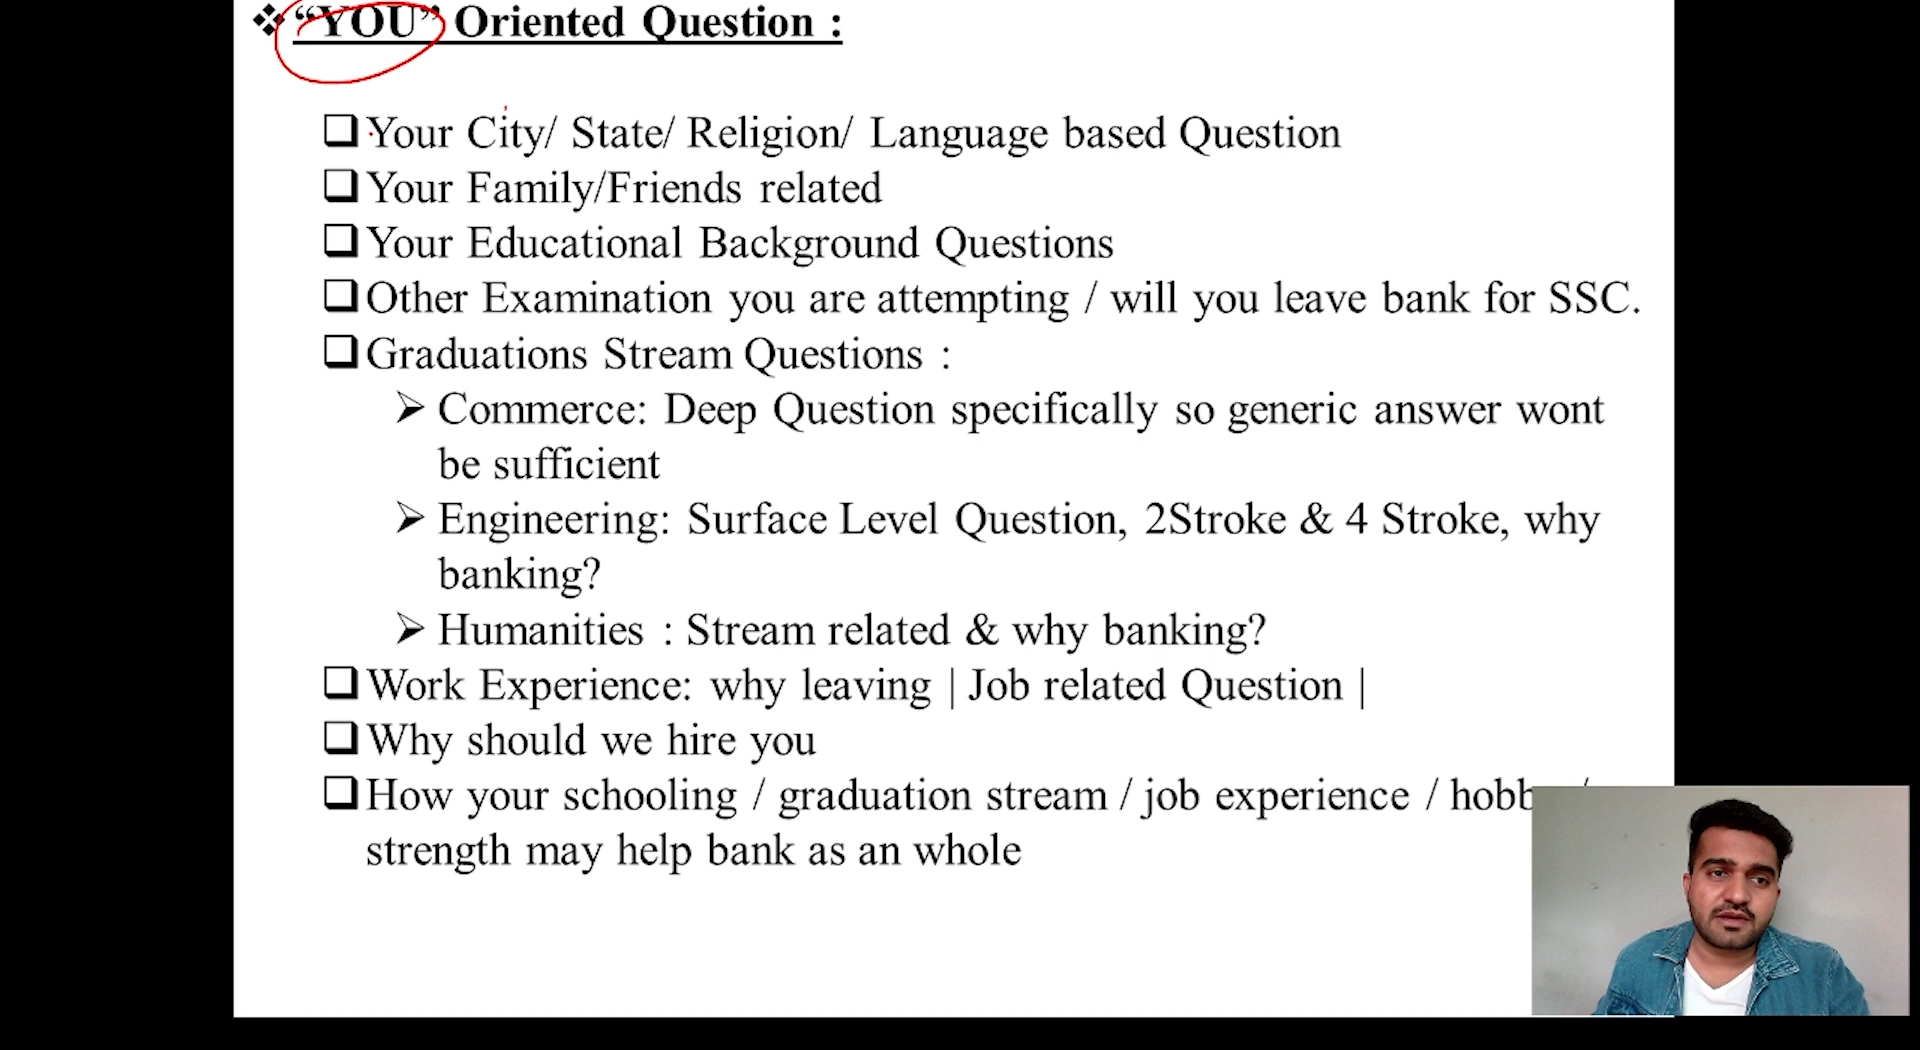 “YOU” Oriented Question :
Your City/ State/ Religion/ Language based Question
Your Family/Friends related
Your Educational Background Questions
Other Examination you are attempting / will you leave bank for SSC.
Graduations Stream Questions :
Commerce: Deep Question specifically so generic answer wont
be sufficient
Engineering: Surface Level Question, 2Stroke & 4 Stroke, why
banking?
Humanities : Stream related & why banking?
Work Experience: why leaving | Job related Question |
Why should we hire you
How your schooling / graduation stream / job experience /
strength may help bank as an whole